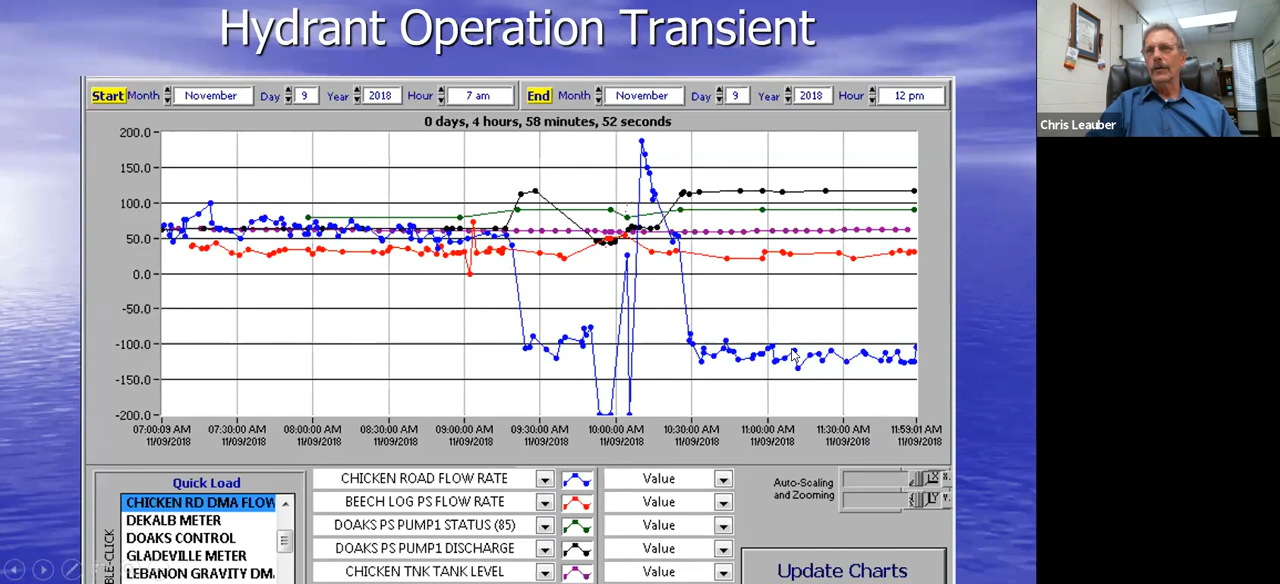 Hydrant Operation Transient
Chris Leauber
Start Month November Day 9 Year 2018 Hour 7 am End Month November Day 9 Year 2018 Hour 12 pm
0 days, 4 hours, 58 minutes, 52 seconds
200.0
150.0
100.0
50.0
0.0
-50.0
-100.0
-150.0
-200.0
07:00:09 AM 07:30:00 AM 08:00:00 AM 08:30:00 AM 09:00:00 AM 09:30:00 AM 10:00:00 AM 10:30:00 AM 11:00:00 AM 11:30:00 AM 11:59:01 AM
11/09/2018 11/09/2018 11/09/2018 11/09/2018 11/09/2018 11/09/2018 11/09/2018 11/09/2018 11/09/2018 11/09/2018 11/09/2018
Quick Load
CHICKEN RD DMA FLOW
DEKALB METER
DOAKS CONTROL
GLADEVILLE METER
LEBANON GRAVITY DM
BLE-CLICK
CHICKEN ROAD FLOW RATE Value
BEECH LOG PS FLOW RATE Value
DOAKS PS PUMP1 STATUS (85) Value
DOAKS PS PUMP1 DISCHARGE Value
CHICKEN TNK TANK LEVEL Value
Auto-Scaling
and Zooming
X
Y
Update Charts